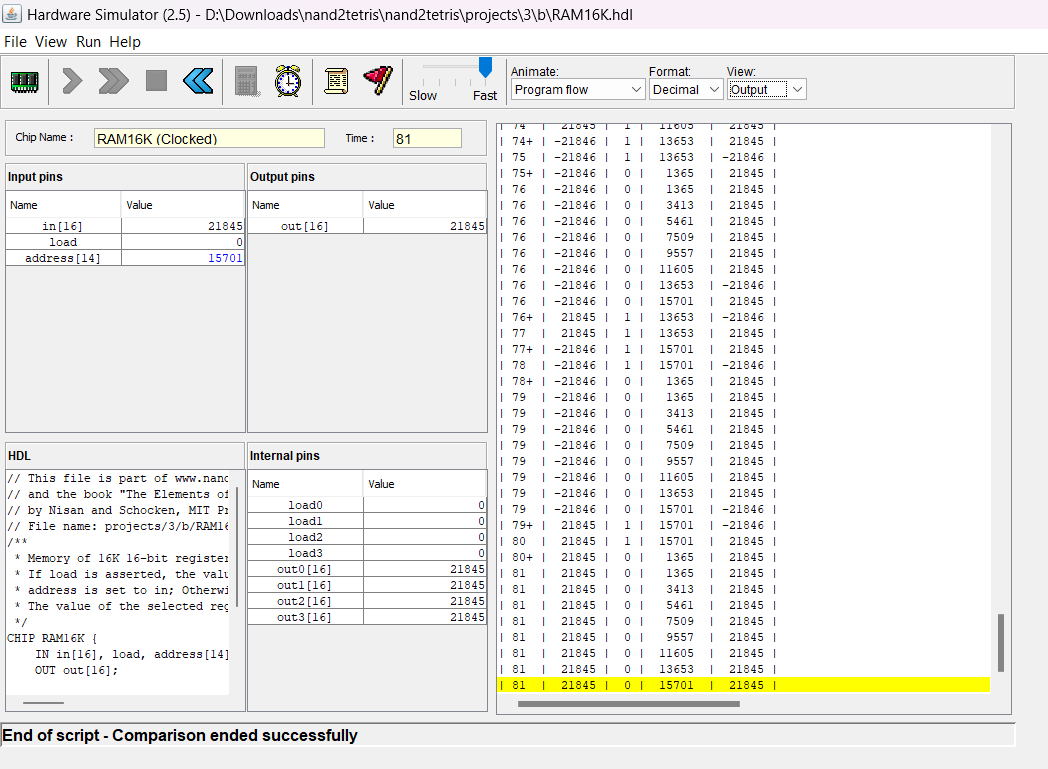 Hardware Simulator (2.5) - D:\Downloads\nand2tetris\nand2tetris\projects\3\b\RAM16K.hdl
File View Run Help
Slow Fast
Animate: Format: View:
Program flow Decimal Output
Chip Name : RAM16K (Clocked) Time : 81
Input pins
Name Value
in[16] 21845
load 0
address[14] 15701
Output pins
Name Value
out[16] 21845
HDL
// This file is part of www.nand
// and the book "The Elements of
// by Nisan and Schocken, MIT Pr
// File name: projects/3/b/RAM16
/**
* Memory of 16K 16-bit register
* If load is asserted, the valu
* address is set to in; Otherwi
* The value of the selected reg
*/
CHIP RAM16K {
IN in[16], load, address[14]
OUT out[16];
Internal pins
Name Value
load0 0
load1 0
load2 0
load3 0
out0[16] 21845
out1[16] 21845
out2[16] 21845
out3[16] 21845
| 74 | 21845 | 1 | 11605 | 21845 |
| 74+ | -21846 | 1 | 13653 | 21845 |
| 75 | -21846 | 1 | 13653 | -21846 |
| 75+ | -21846 | 0 | 1365 | 21845 |
| 76 | -21846 | 0 | 1365 | 21845 |
| 76 | -21846 | 0 | 3413 | 21845 |
| 76 | -21846 | 0 | 5461 | 21845 |
| 76 | -21846 | 0 | 7509 | 21845 |
| 76 | -21846 | 0 | 9557 | 21845 |
| 76 | -21846 | 0 | 11605 | 21845 |
| 76 | -21846 | 0 | 13653 | -21846 |
| 76 | -21846 | 0 | 15701 | 21845 |
| 76+ | 21845 | 1 | 13653 | -21846 |
| 77 | 21845 | 1 | 13653 | 21845 |
| 77+ | -21846 | 1 | 15701 | 21845 |
| 78 | -21846 | 1 | 15701 | -21846 |
| 78+ | -21846 | 0 | 1365 | 21845 |
| 79 | -21846 | 0 | 1365 | 21845 |
| 79 | -21846 | 0 | 3413 | 21845 |
| 79 | -21846 | 0 | 5461 | 21845 |
| 79 | -21846 | 0 | 7509 | 21845 |
| 79 | -21846 | 0 | 9557 | 21845 |
| 79 | -21846 | 0 | 11605 | 21845 |
| 79 | -21846 | 0 | 13653 | 21845 |
| 79 | -21846 | 0 | 15701 | -21846 |
| 79+ | 21845 | 1 | 15701 | -21846 |
| 80 | 21845 | 1 | 15701 | 21845 |
| 80+ | 21845 | 0 | 1365 | 21845 |
| 81 | 21845 | 0 | 1365 | 21845 |
| 81 | 21845 | 0 | 3413 | 21845 |
| 81 | 21845 | 0 | 5461 | 21845 |
| 81 | 21845 | 0 | 7509 | 21845 |
| 81 | 21845 | 0 | 9557 | 21845 |
| 81 | 21845 | 0 | 11605 | 21845 |
| 81 | 21845 | 0 | 13653 | 21845 |
| 81 | 21845 | 0 | 15701 | 21845 |
End of script - Comparison ended successfully